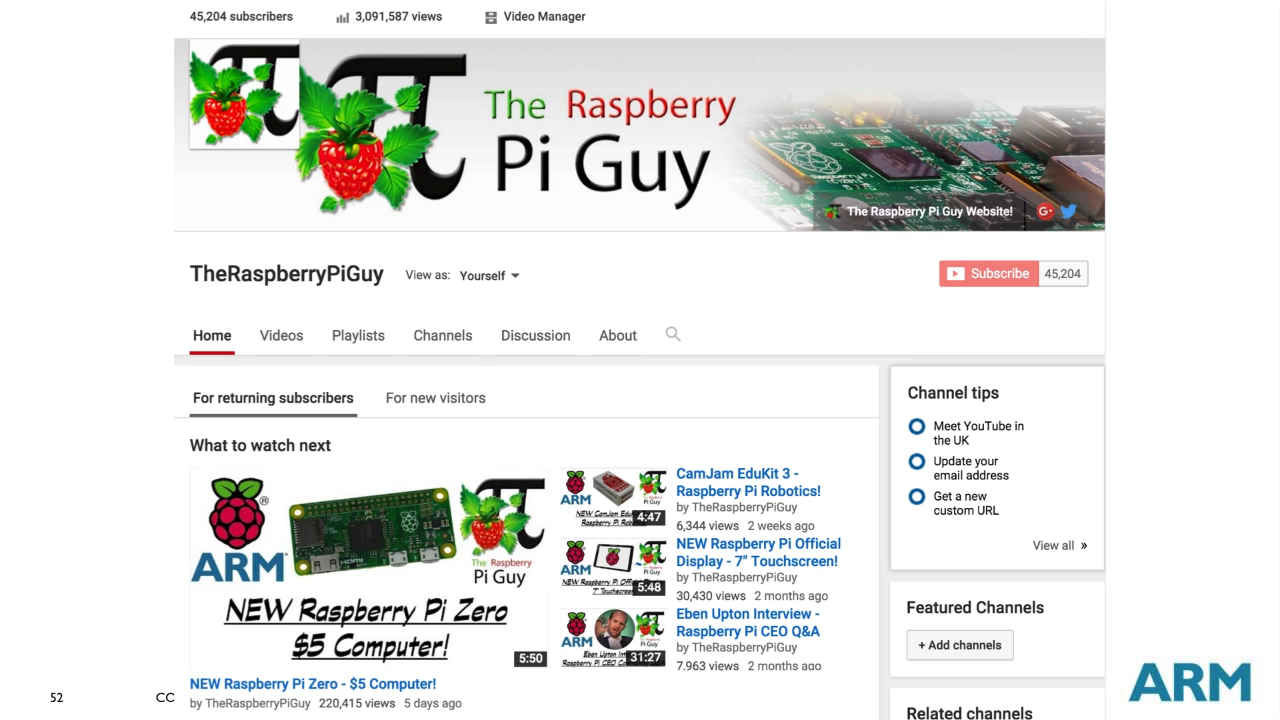 45,204 subscribers 3,091,587 views Video Manager
The Raspberry
Pi Guy
The Raspberry Pi Guy Website!
TheRaspberryPiGuy View as: Yourself
Subscribe 45,204
Home Videos Playlists Channels Discussion About
For returning subscribers For new visitors
What to watch next
ARM
The Raspberry
Pi Guy
NEW Raspberry Pi Zero
$5 Computer!
5:50
NEW Raspberry Pi Zero - $5 Computer!
by TheRaspberryPiGuy 220,415 views 5 days ago
ARM
4:47
CamJam EduKit 3 -
Raspberry Pi Robotics!
by TheRaspberryPiGuy
6,344 views 2 weeks ago
ARM
5:48
NEW Raspberry Pi Official
Display - 7" Touchscreen!
by TheRaspberryPiGuy
30,430 views 2 months ago
ARM
31:27
Eben Upton Interview -
Raspberry Pi CEO Q&A
by TheRaspberryPiGuy
7,963 views 2 months ago
Channel tips
Meet YouTube in
the UK
Update your
email address
Get a new
custom URL
View all »
Featured Channels
+ Add channels
Related channels
52 CO
ARM